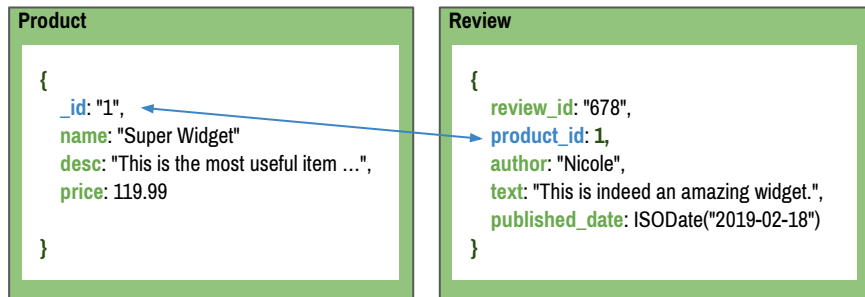 Product
{
_id: "1",
name: "Super Widget"
desc: "This is the most useful item …",
price: 119.99
}
Review
{
review_id: "678",
product_id: 1,
author: "Nicole",
text: "This is indeed an amazing widget.",
published_date: ISODate("2019-02-18")
}